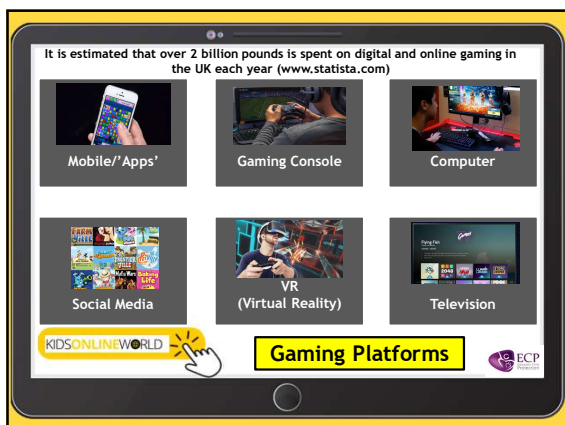 It is estimated that over 2 billion pounds is spent on digital and online gaming in
the UK each year (www.statista.com)
Mobile/’Apps’
Gaming Console
Computer
Social Media
VR
(Virtual Reality)
Television
KIDSONLINEWORLD
Gaming Platforms
ECP